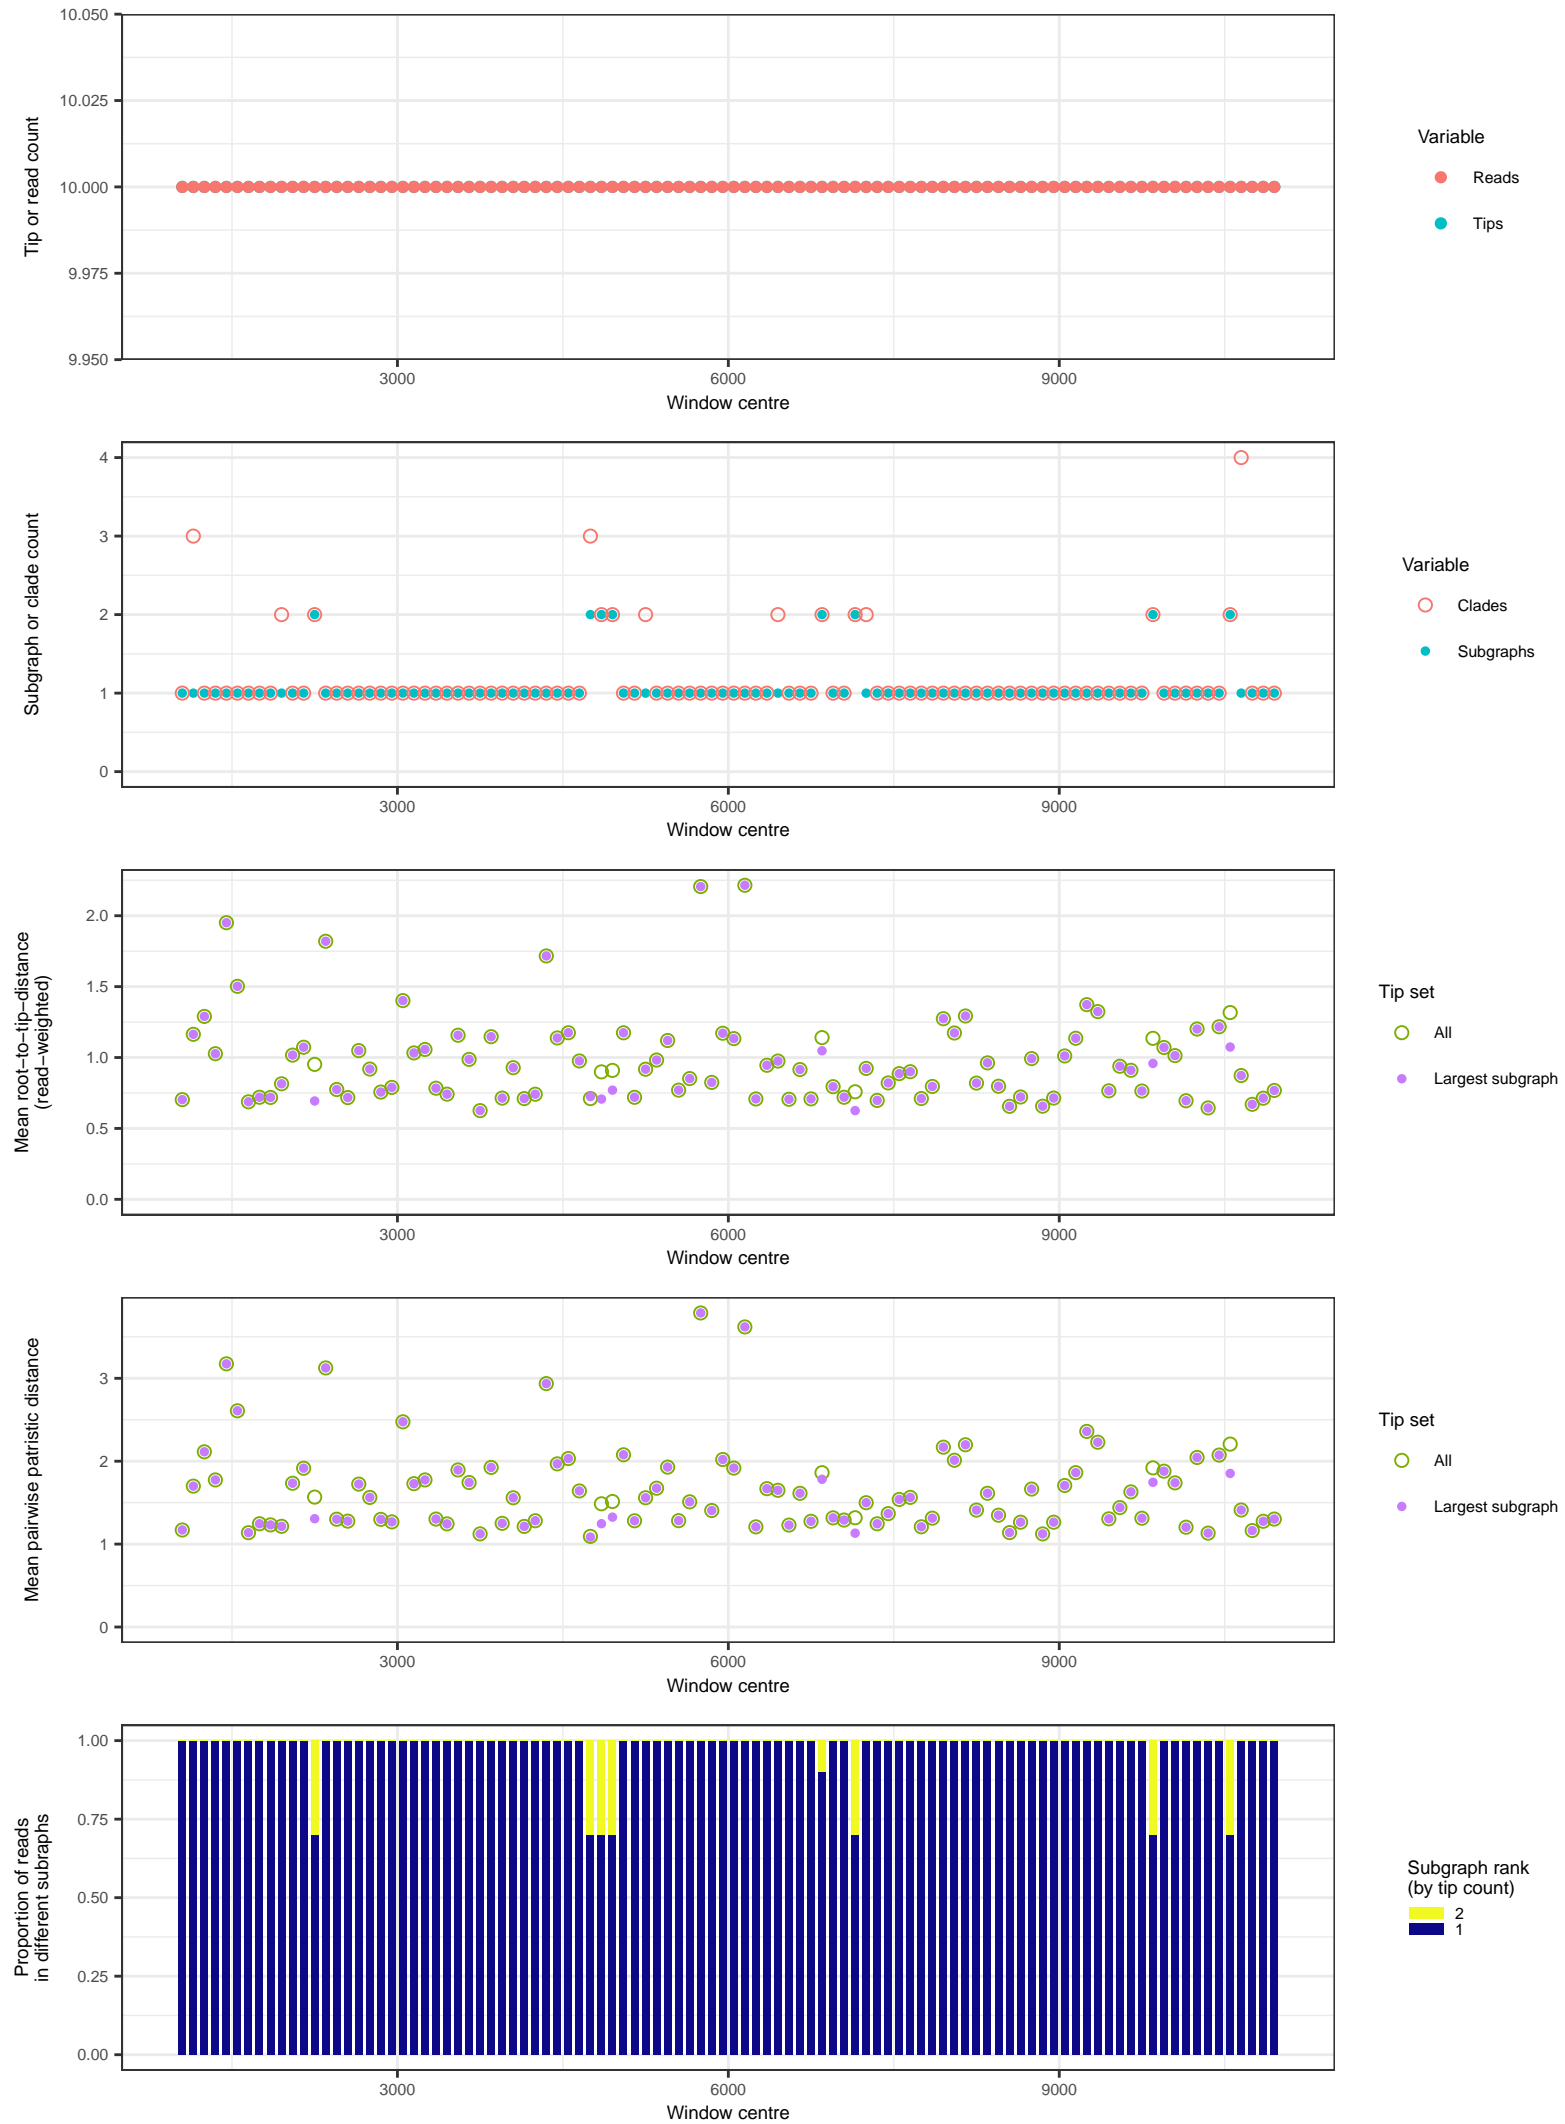 10.050
10.025
10.000
9.975
9.950
Tip or read count
3000 6000 9000
Window centre
Variable
Reads
Tips
4
3
2
1
0
Subgraph or clade count
3000 6000 9000
Window centre
Variable
Clades
Subgraphs
2.0
1.5
1.0
0.5
0.0
Mean root−to−tip−distance
(read−weighted)
3000 6000 9000
Window centre
Tip set
All
Largest subgraph
3
2
1
0
Mean pairwise patristic distance
3000 6000 9000
Window centre
Tip set
All
Largest subgraph
1.00
0.75
0.50
0.25
0.00
Proportion of reads
in different subraphs
3000 6000 9000
Window centre
Subgraph rank
(by tip count)
2
1